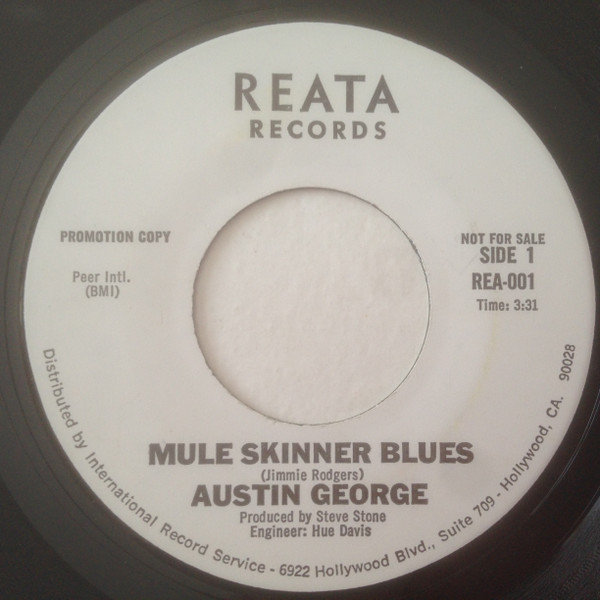 REATA
RECORDS
PROMOTION COPY
Peer Intl.
(BMI)
NOT FOR SALE
SIDE 1
REA-001
Time: 3:31
MULE SKINNER BLUES
(Jimmie Rodgers)
AUSTIN GEORGE
Produced by Steve Stone
Engineer: Hue Davis
Distributed by International Record Service - 6922 Hollywood Blvd., Suite 709 - Hollywood, CA. 90028